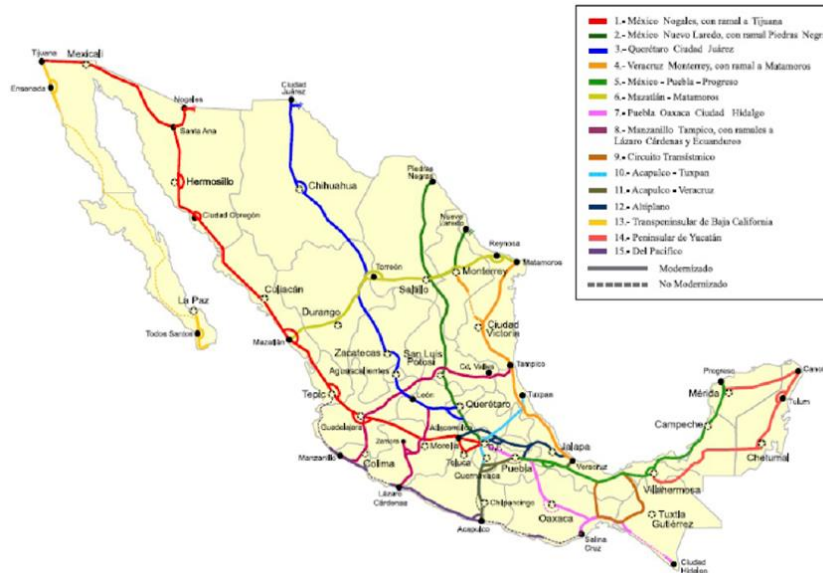 1.- México Nogales, con ramal a Tijuana
2.- México Nuevo Laredo, con ramal Piedras Negras
3.- Querétaro Ciudad Juárez
4.- Veracruz Monterrey, con ramal a Matamoros
5.- México - Puebla - Progreso
6.- Mazatlán - Matamoros
7.- Puebla Oaxaca Ciudad Hidalgo
8.- Manzanillo Tampico, con ramales a
Lázaro Cárdenas y Ecuandureo
9.- Circuito Transístmico
10.- Acapulco - Tuxpan
11.- Acapulco - Veracruz
12.- Altiplano
13.- Transpeninsular de Baja California
14.- Peninsular de Yucatán
15.- Del Pacifico
Modernizado
No Modernizado
Tijuana
Mexicali
Ensenada
Nogales
Santa Ana
Ciudad
Juárez
Hermosillo
Chihuahua
Ciudad Obregón
Piedras
Negras
Nuevo
Laredo
Reynosa
Matamoros
Torreón
Monterrey
Saltillo
Culiacán
La Paz
Durango
Todos Santos
Ciudad
Victoria
Mazatlán
Zacatecas
San Luis
Potosí
Aguascalientes
Cd. Valles
Tampico
Tepic
León
Querétaro
Tuxpan
Guadalajara
Atlacomulco
Zamora
Morelia
Toluca
Jalapa
Manzanillo
Colima
Cuernavaca
Puebla
Veracruz
Lázaro
Cárdenas
Chilpancingo
Oaxaca
Acapulco
Salina
Cruz
Progreso
Mérida
Cancún
Tulum
Campeche
Chetumal
Villahermosa
Tuxtla
Gutiérrez
Ciudad
Hidalgo